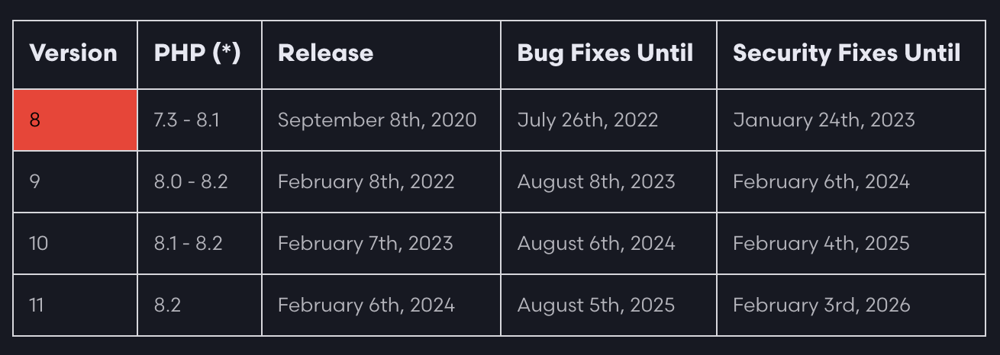 Version PHP (*) Release Bug Fixes Until Security Fixes Until
8 7.3 - 8.1 September 8th, 2020 July 26th, 2022 January 24th, 2023
9 8.0 - 8.2 February 8th, 2022 August 8th, 2023 February 6th, 2024
10 8.1 - 8.2 February 7th, 2023 August 6th, 2024 February 4th, 2025
11 8.2 February 6th, 2024 August 5th, 2025 February 3rd, 2026